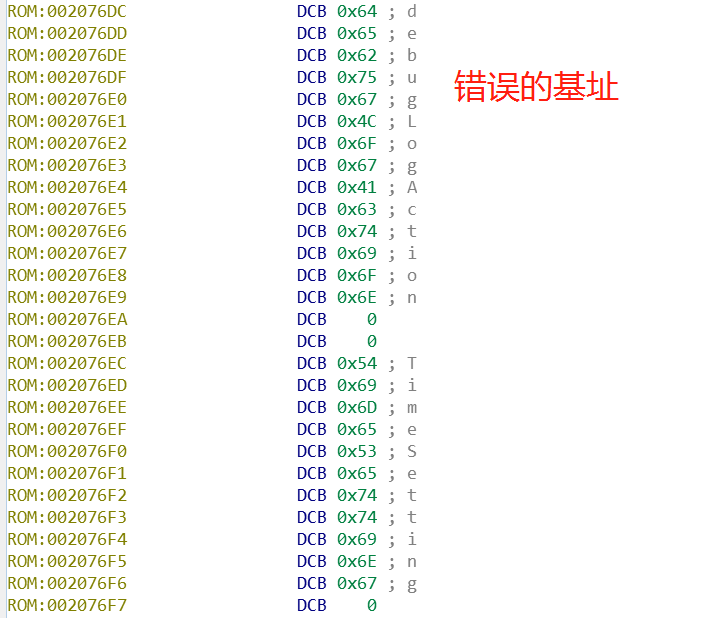 ROM:002076DC DCB 0x64 ; d
ROM:002076DD DCB 0x65 ; e
ROM:002076DE DCB 0x62 ; b
ROM:002076DF DCB 0x75 ; u
错误的基址
ROM:002076E0 DCB 0x67 ; g
ROM:002076E1 DCB 0x4C ; L
ROM:002076E2 DCB 0x6F ; o
ROM:002076E3 DCB 0x67 ; g
ROM:002076E4 DCB 0x41 ; A
ROM:002076E5 DCB 0x63 ; c
ROM:002076E6 DCB 0x74 ; t
ROM:002076E7 DCB 0x69 ; i
ROM:002076E8 DCB 0x6F ; o
ROM:002076E9 DCB 0x6E ; n
ROM:002076EA DCB 0
ROM:002076EB DCB 0
ROM:002076EC DCB 0x54 ; T
ROM:002076ED DCB 0x69 ; i
ROM:002076EE DCB 0x6D ; m
ROM:002076EF DCB 0x65 ; e
ROM:002076F0 DCB 0x53 ; S
ROM:002076F1 DCB 0x65 ; e
ROM:002076F2 DCB 0x74 ; t
ROM:002076F3 DCB 0x74 ; t
ROM:002076F4 DCB 0x69 ; i
ROM:002076F5 DCB 0x6E ; n
ROM:002076F6 DCB 0x67 ; g
ROM:002076F7 DCB 0